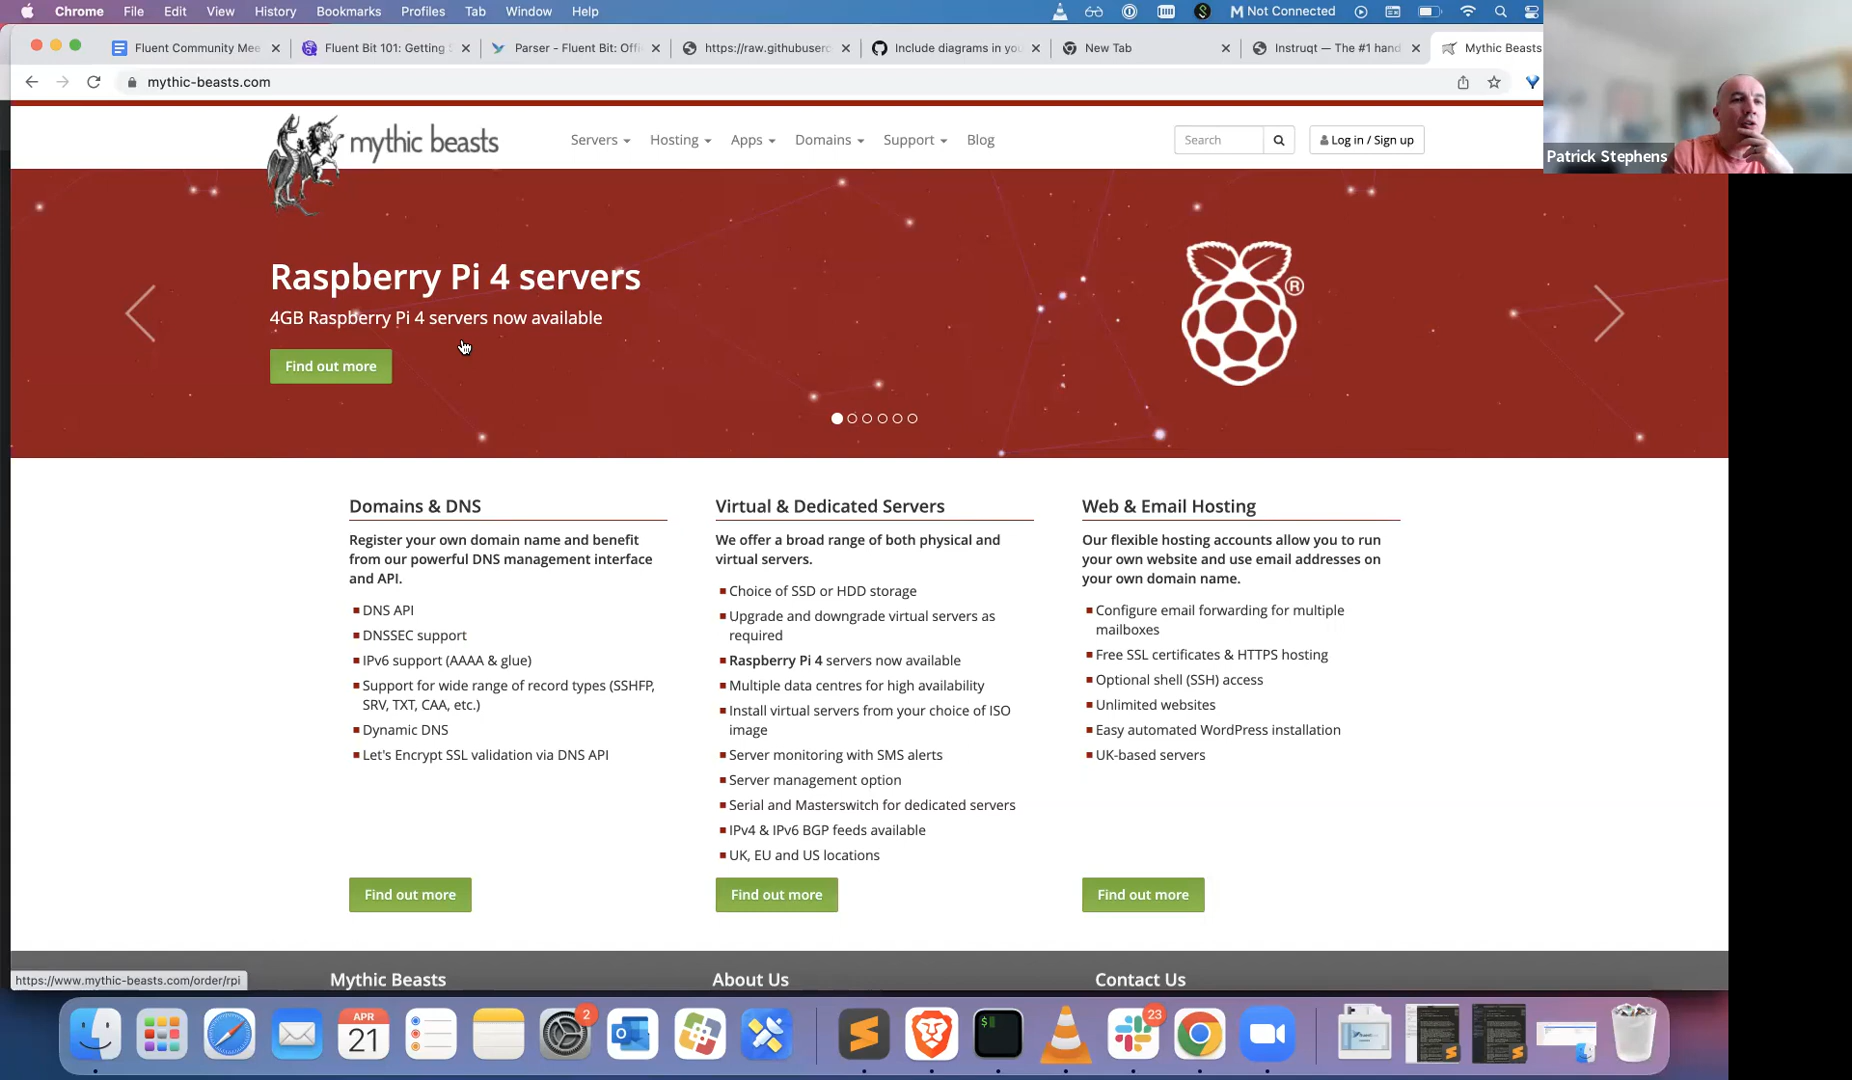 Chrome File Edit View History Bookmarks Profiles Tab Window Help
Not Connected
Fluent Community Mee
Fluent Bit 101: Getting
Parser - Fluent Bit: Offi
https://raw.githubuserc
Include diagrams in you
New Tab
Instruqt — The #1 hand
Mythic Beasts
mythic-beasts.com
Patrick Stephens
mythic beasts
Servers Hosting Apps Domains Support Blog
Search
Log in / Sign up
Raspberry Pi 4 servers
4GB Raspberry Pi 4 servers now available
Find out more
®
Domains & DNS
Register your own domain name and benefit
from our powerful DNS management interface
and API.
DNS API
DNSSEC support
IPv6 support (AAAA & glue)
Support for wide range of record types (SSHFP,
SRV, TXT, CAA, etc.)
Dynamic DNS
Let's Encrypt SSL validation via DNS API
Find out more
Virtual & Dedicated Servers
We offer a broad range of both physical and
virtual servers.
Choice of SSD or HDD storage
Upgrade and downgrade virtual servers as
required
Raspberry Pi 4 servers now available
Multiple data centres for high availability
Install virtual servers from your choice of ISO
image
Server monitoring with SMS alerts
Server management option
Serial and Masterswitch for dedicated servers
IPv4 & IPv6 BGP feeds available
UK, EU and US locations
Find out more
Web & Email Hosting
Our flexible hosting accounts allow you to run
your own website and use email addresses on
your own domain name.
Configure email forwarding for multiple
mailboxes
Free SSL certificates & HTTPS hosting
Optional shell (SSH) access
Unlimited websites
Easy automated WordPress installation
UK-based servers
Find out more
https://www.mythic-beasts.com/order/rpi
Mythic Beasts
About Us
Contact Us
APR
21
2
$
23